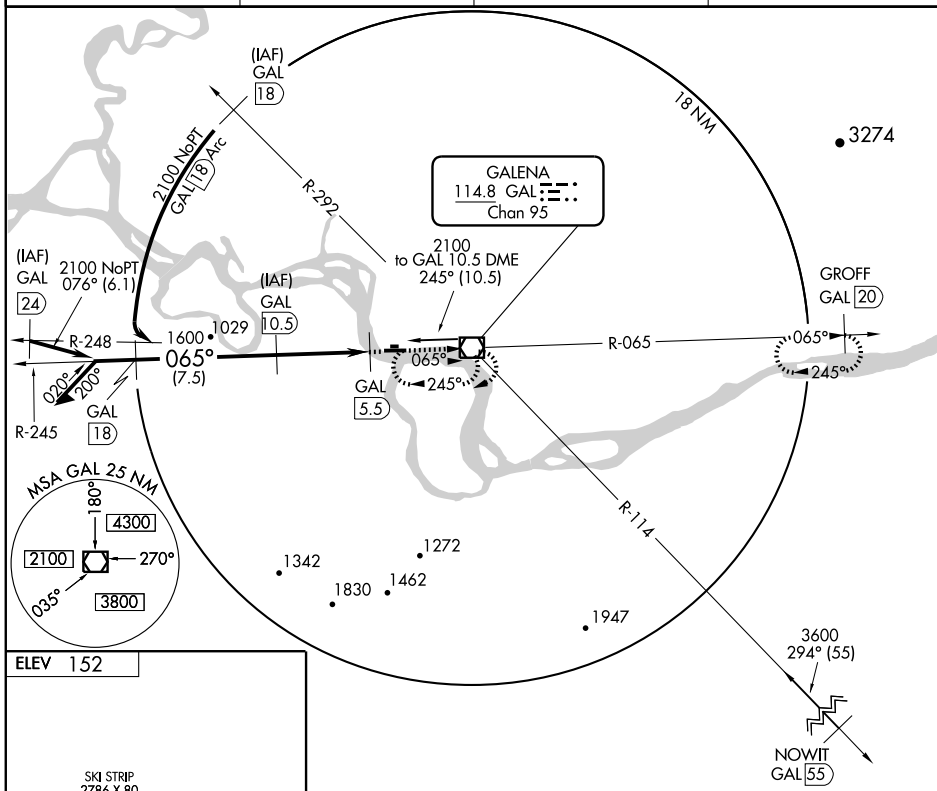 (IAF)
GAL
18
18 NM
3274
2100 NoPT
GAL 18 Arc
R-292
GALENA
114.8 GAL
Chan 95
2100
to GAL 10.5 DME
245° (10.5)
(IAF)
GAL
24
2100 NoPT
076° (6.1)
(IAF)
GAL
10.5
GROFF
GAL 20
R-248
1600
1029
065°
(7.5)
065°
245°
R-065
065°
245°
020°
200°
R-245
GAL
18
GAL
5.5
MSA GAL 25 NM
180°
4300
2100
270°
035°
3800
1342
1272
1830
1462
R-114
1947
3600
294° (55)
NOWIT
GAL 55
ELEV 152
SKI STRIP
2786 X 80